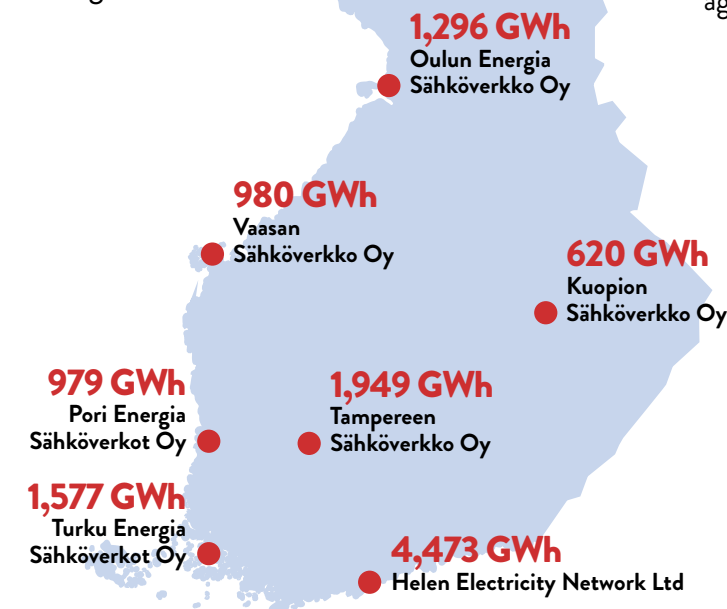 1,296 GWh
Oulun Energia
Sähköverkko Oy
980 GWh
Vaasan
Sähköverkko Oy
620 GWh
Kuopion
Sähköverkko Oy
979 GWh
Pori Energia
Sähköverkot Oy
1,949 GWh
Tampereen
Sähköverkko Oy
1,577 GWh
Turku Energia
Sähköverkot Oy
4,473 GWh
Helen Electricity Network Ltd